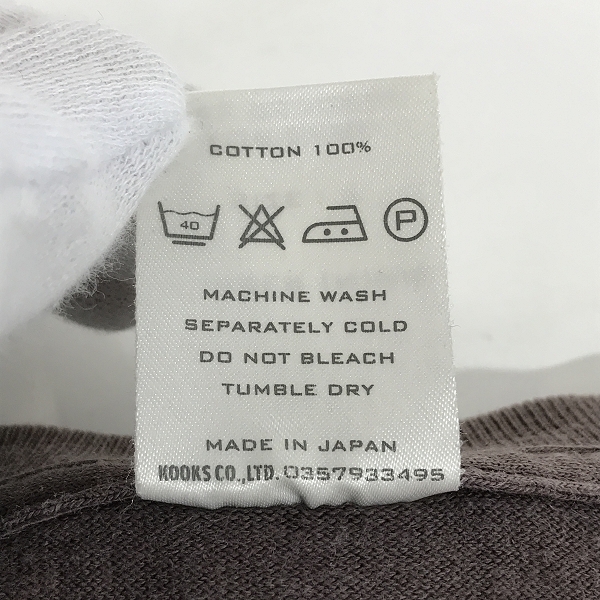 COTTON 100%
40 P
MACHINE WASH
SEPARATELY COLD
DO NOT BLEACH
TUMBLE DRY
MADE IN JAPAN
KOOKS CO.,LTD. 0357933495